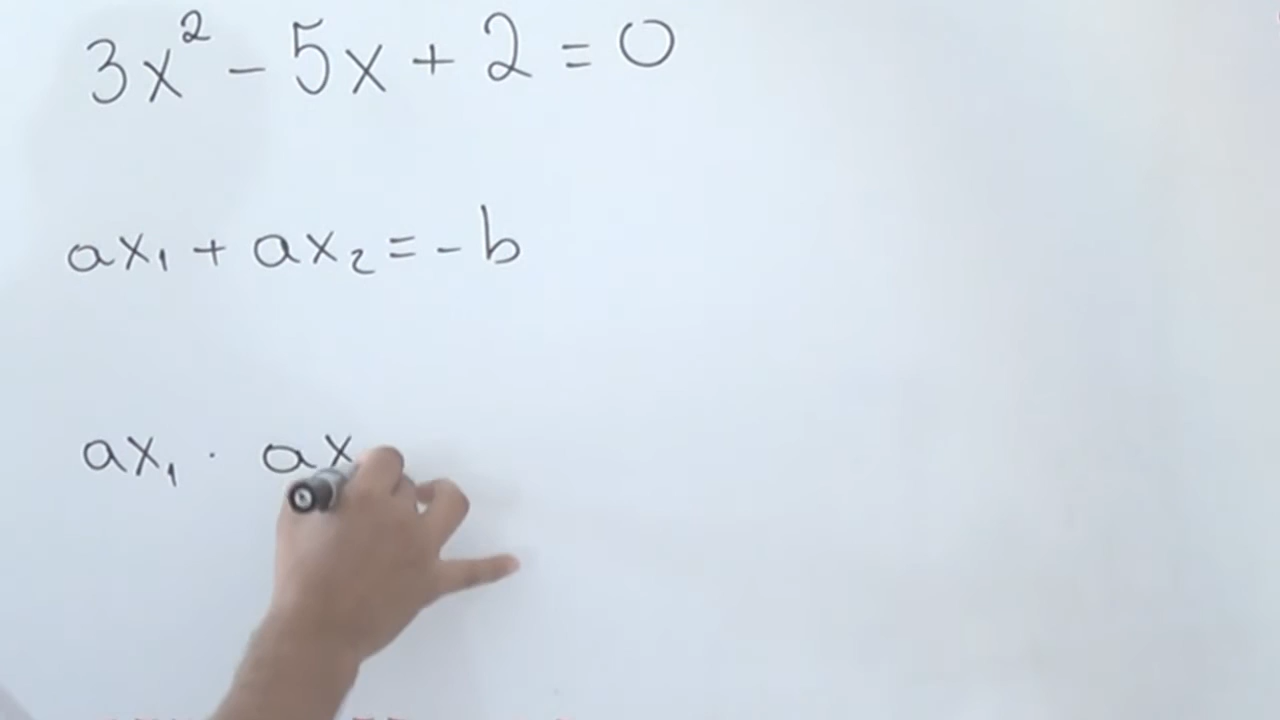 3x² - 5x + 2 = 0
ax₁ + ax₂ = - b
ax₁ · ax